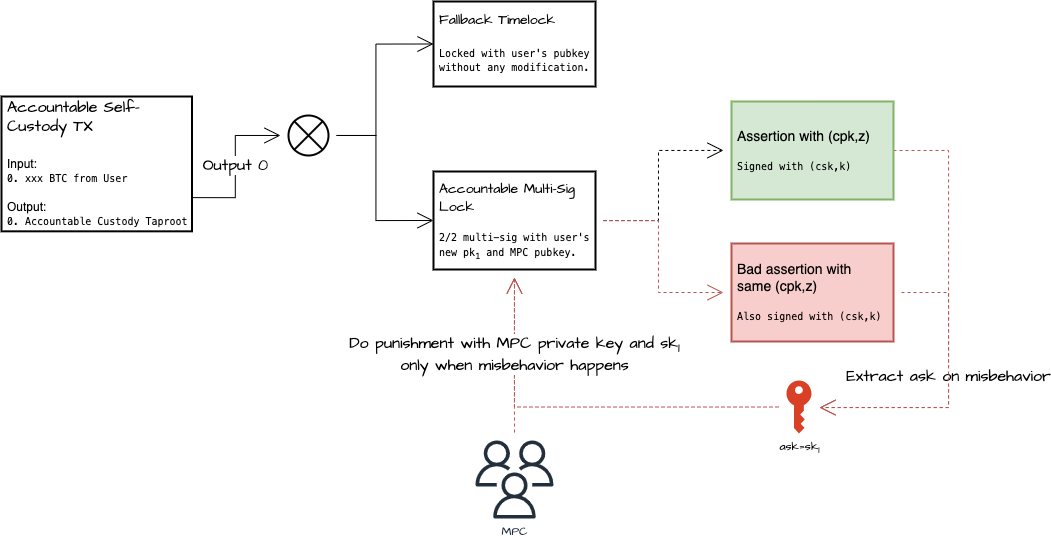 Fallback Timelock
Locked with user's pubkey
without any modification.
Accountable Self-
Custody TX
Input:
0. xxx BTC from User
Output:
0. Accountable Custody Taproot
Output 0
Accountable Multi-Sig
Lock
2/2 multi-sig with user's
new pk1 and MPC pubkey.
Assertion with (cpk,z)
Signed with (csk,k)
Bad assertion with
same (cpk,z)
Also signed with (csk,k)
Do punishment with MPC private key and sk1
only when misbehavior happens
Extract ask on misbehavior
ask=sk1
MPC